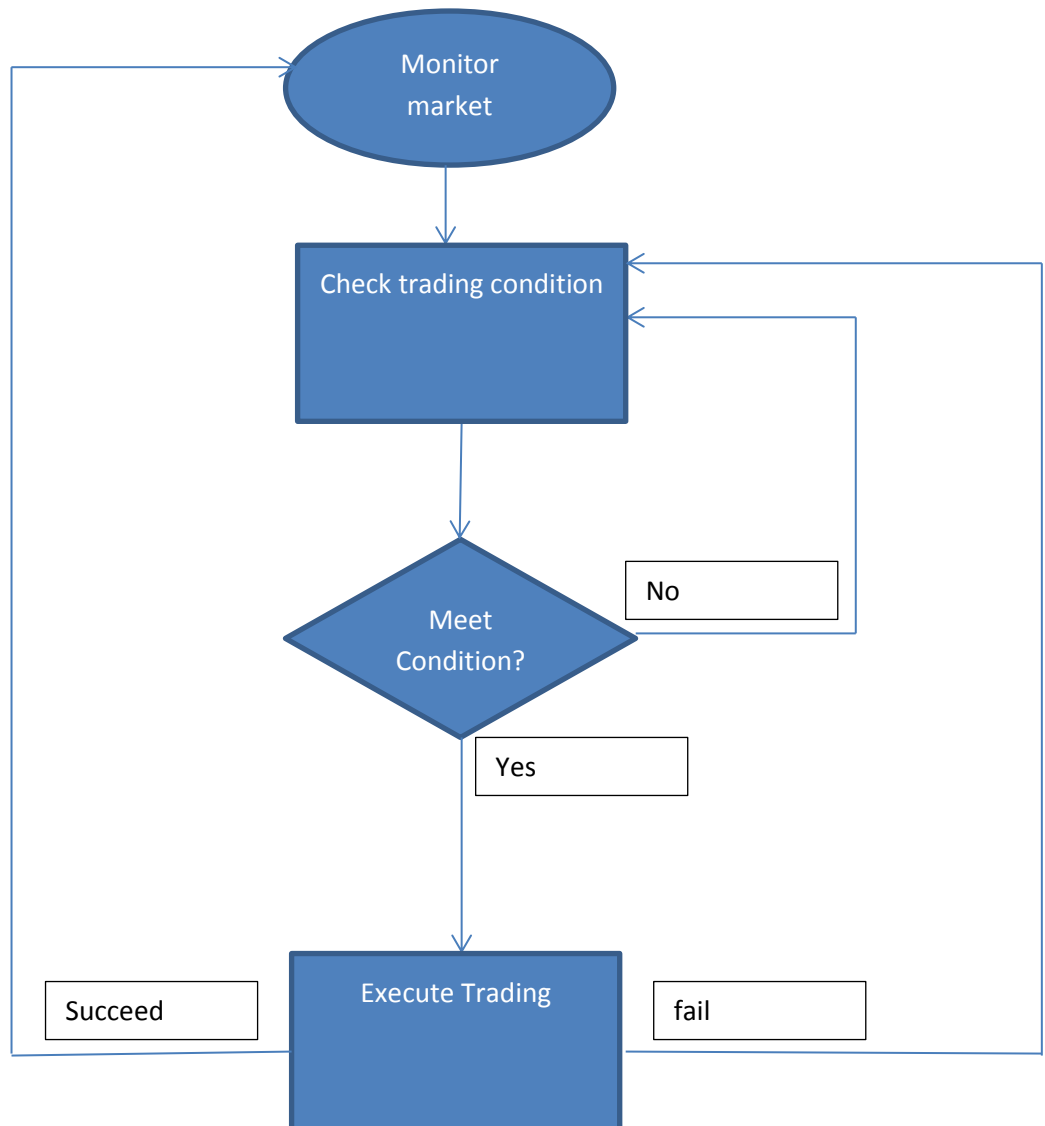 Monitor
market
Check trading condition
No
Meet
Condition?
Yes
Execute Trading
Succeed
fail